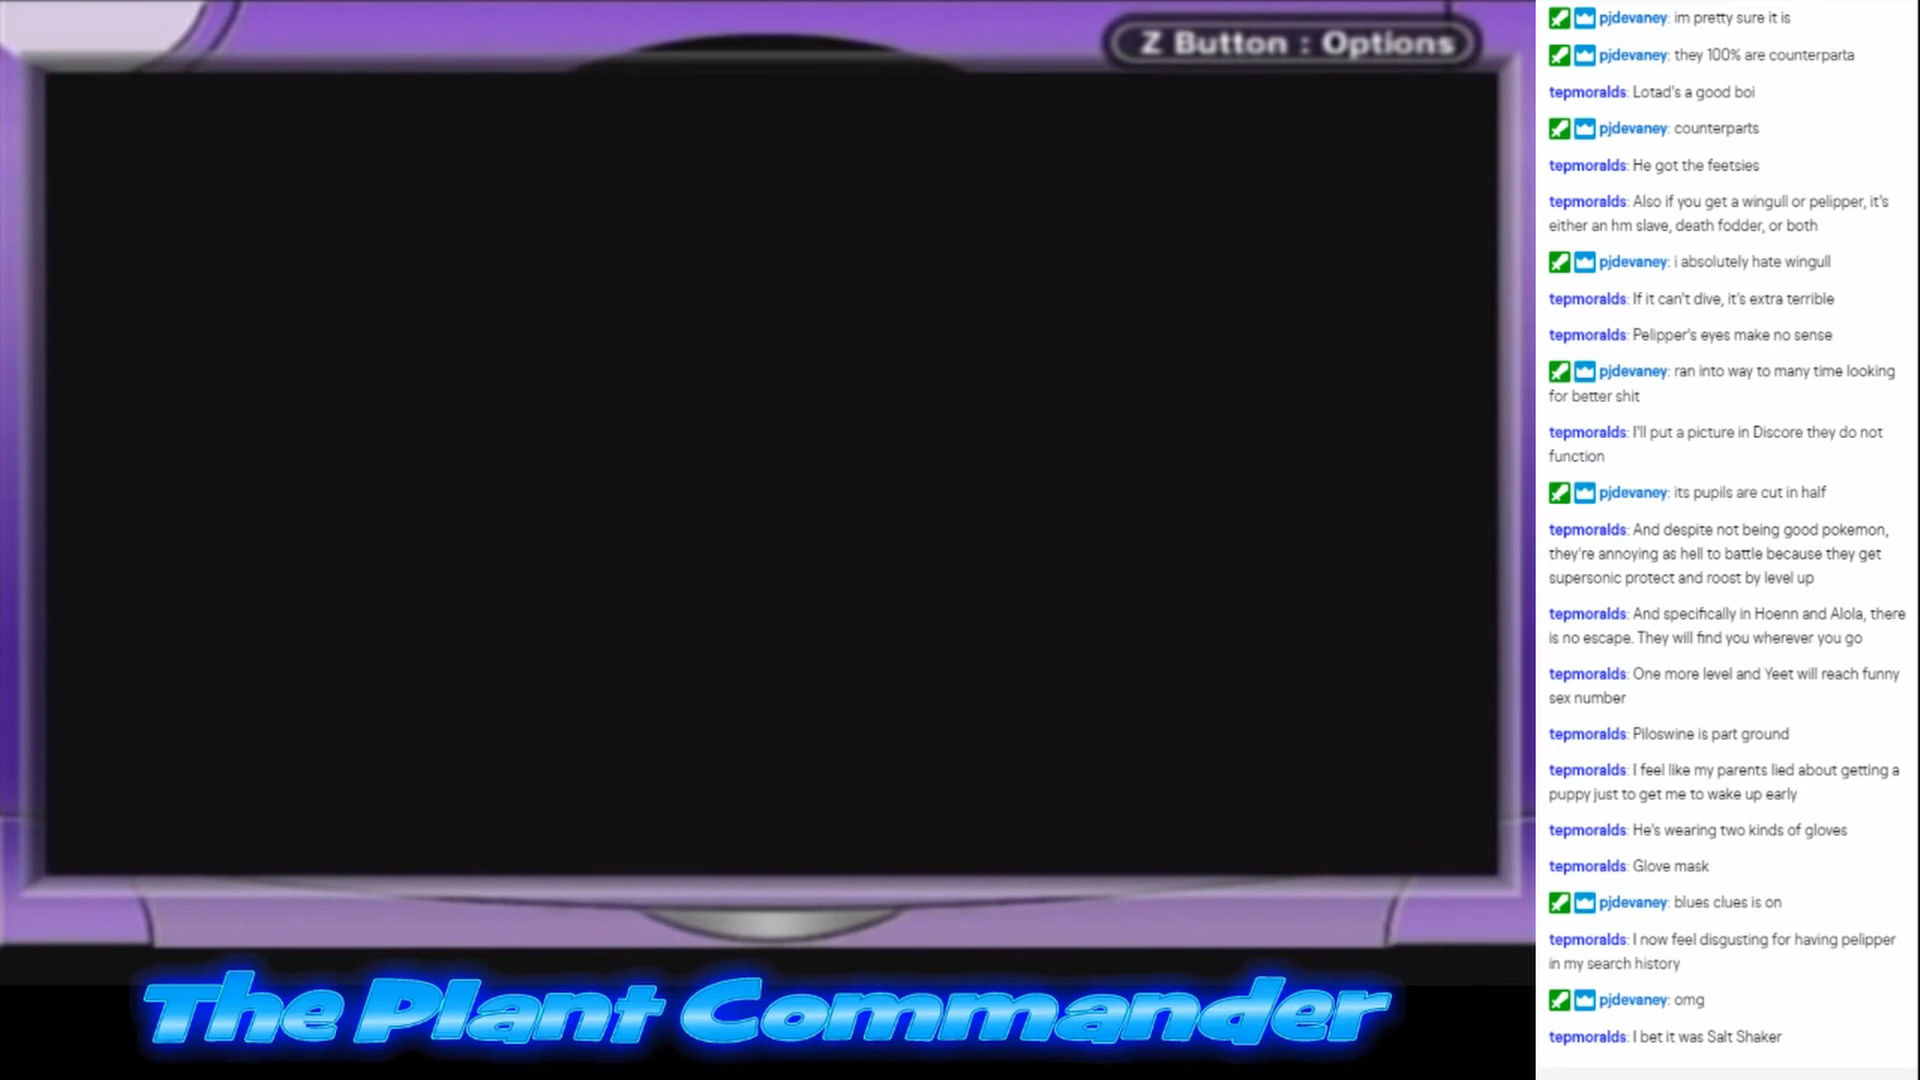 Z Button : Options
The Plant Commander
pjdevaney: im pretty sure it is
pjdevaney: they 100% are counterparta
tepmoralds: Lotad's a good boi
pjdevaney: counterparts
tepmoralds: He got the feetsies
tepmoralds: Also if you get a wingull or pelipper, it's
either an hm slave, death fodder, or both
pjdevaney: i absolutely hate wingull
tepmoralds: If it can't dive, it's extra terrible
tepmoralds: Pelipper's eyes make no sense
pjdevaney: ran into way to many time looking
for better shit
tepmoralds: I'll put a picture in Discore they do not
function
pjdevaney: its pupils are cut in half
tepmoralds: And despite not being good pokemon,
they're annoying as hell to battle because they get
supersonic protect and roost by level up
tepmoralds: And specifically in Hoenn and Alola, there
is no escape. They will find you wherever you go
tepmoralds: One more level and Yeet will reach funny
sex number
tepmoralds: Piloswine is part ground
tepmoralds: I feel like my parents lied about getting a
puppy just to get me to wake up early
tepmoralds: He's wearing two kinds of gloves
tepmoralds: Glove mask
pjdevaney: blues clues is on
tepmoralds: I now feel disgusting for having pelipper
in my search history
pjdevaney: omg
tepmoralds: I bet it was Salt Shaker